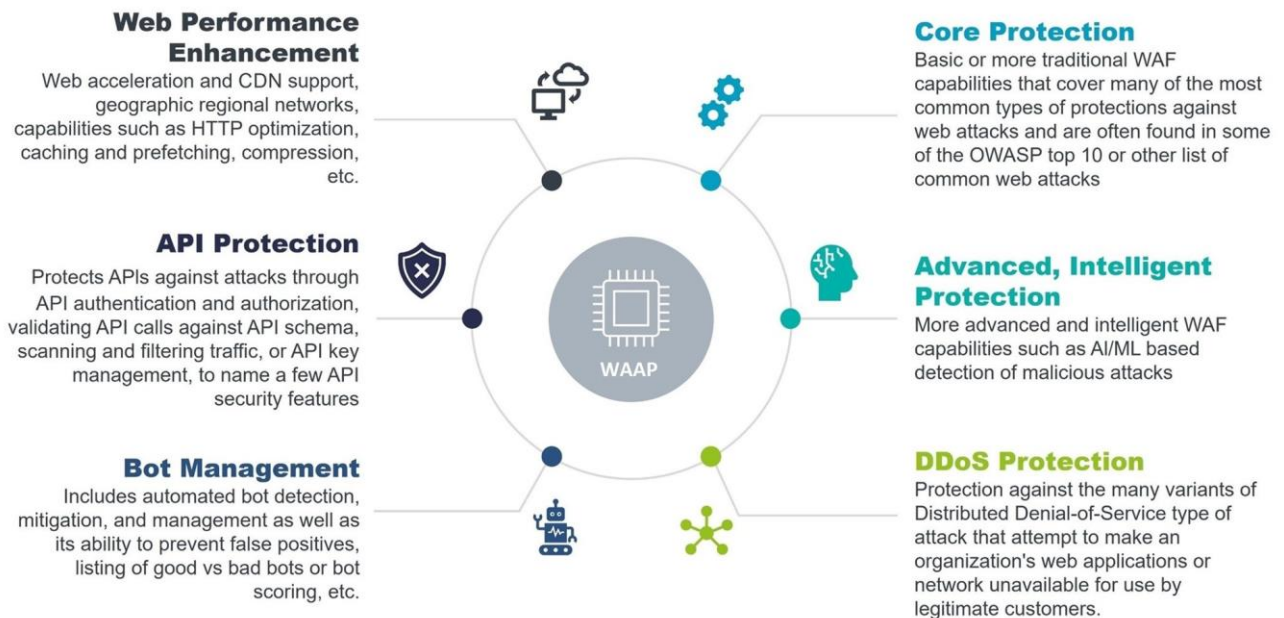 Web Performance
Enhancement
Web acceleration and CDN support,
geographic regional networks,
capabilities such as HTTP optimization,
caching and prefetching, compression,
etc.
API Protection
Protects APIs against attacks through
API authentication and authorization,
validating API calls against API schema,
scanning and filtering traffic, or API key
management, to name a few API
security features
Bot Management
Includes automated bot detection,
mitigation, and management as well as
its ability to prevent false positives,
listing of good vs bad bots or bot
scoring, etc.
WAAP
Core Protection
Basic or more traditional WAF
capabilities that cover many of the most
common types of protections against
web attacks and are often found in some
of the OWASP top 10 or other list of
common web attacks
Advanced, Intelligent
Protection
More advanced and intelligent WAF
capabilities such as AI/ML based
detection of malicious attacks
DDoS Protection
Protection against the many variants of
Distributed Denial-of-Service type of
attack that attempt to make an
organization's web applications or
network unavailable for use by
legitimate customers.